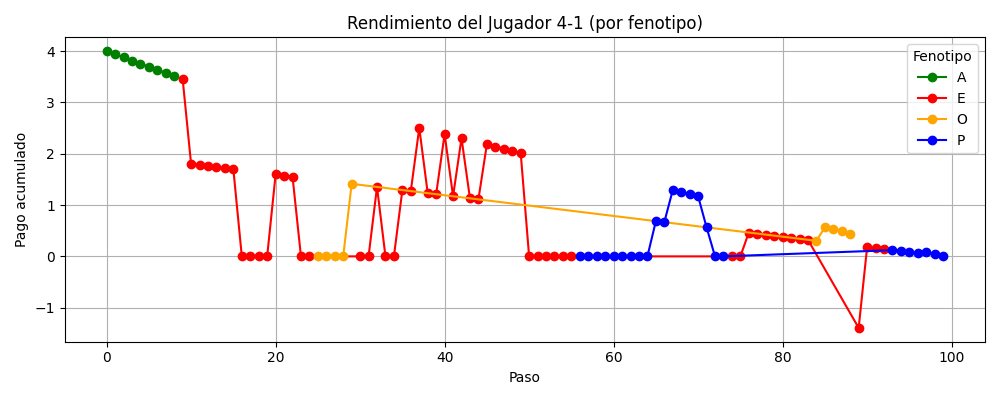 Rendimiento del Jugador 4-1 (por fenotipo)
Pago acumulado
4
3
2
1
0
−1
Fenotipo
A
E
O
P
0 20 40 60 80 100
Paso